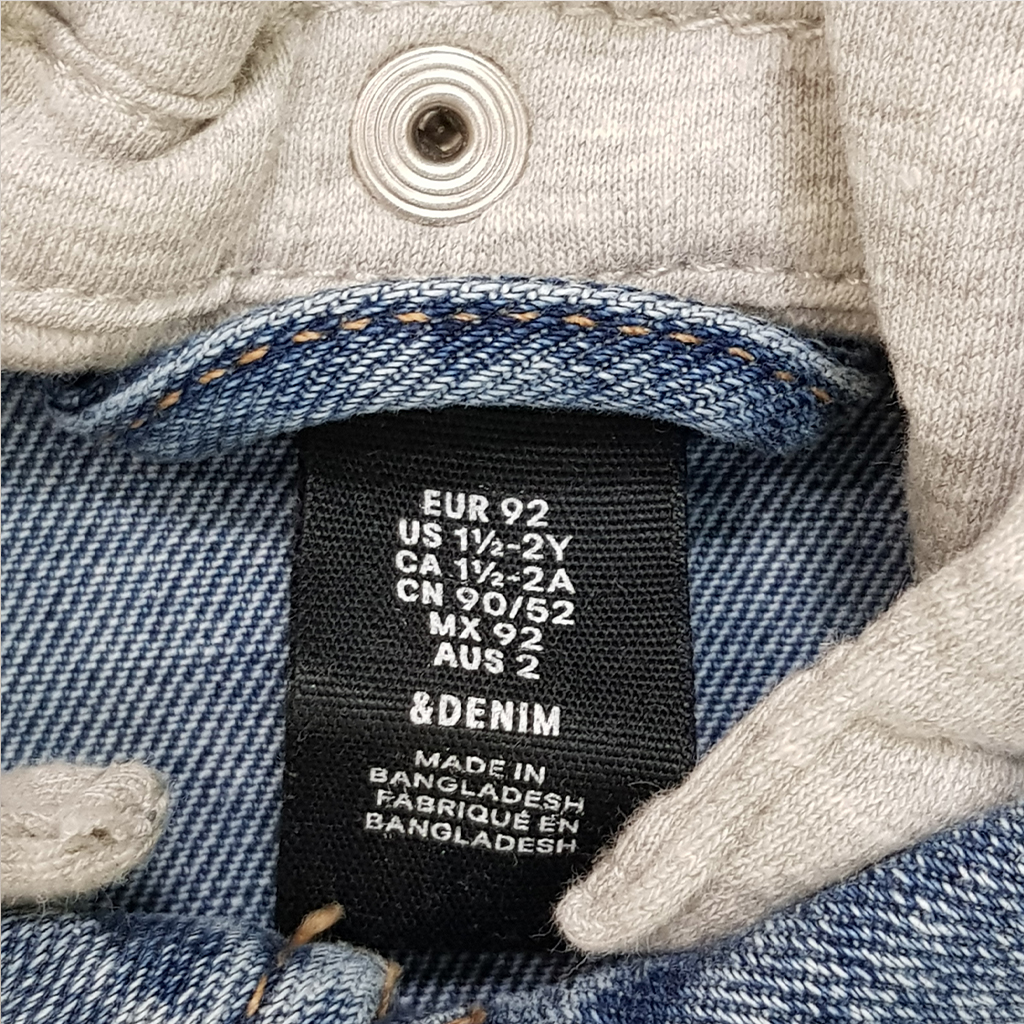 EUR 92
US 1½-2Y
CA 1½-2A
CN 90/52
MX 92
AUS 2
&DENIM
MADE IN
BANGLADESH
FABRIQUÉ EN
BANGLADESH